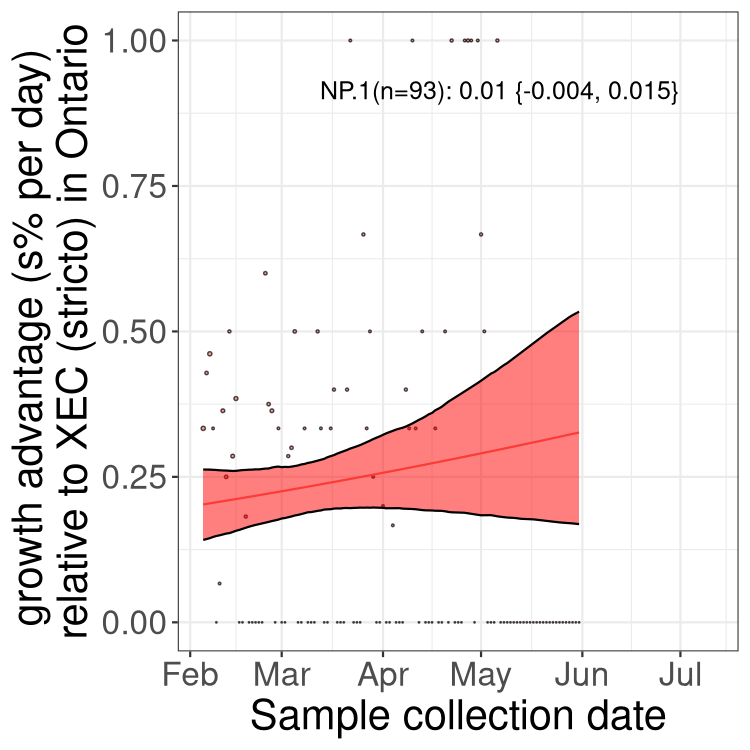 growth advantage (s% per day)
relative to XEC (stricto) in Ontario
1.00
0.75
0.50
0.25
0.00
NP.1(n=93): 0.01 {-0.004, 0.015}
Feb Mar Apr May Jun Jul
Sample collection date